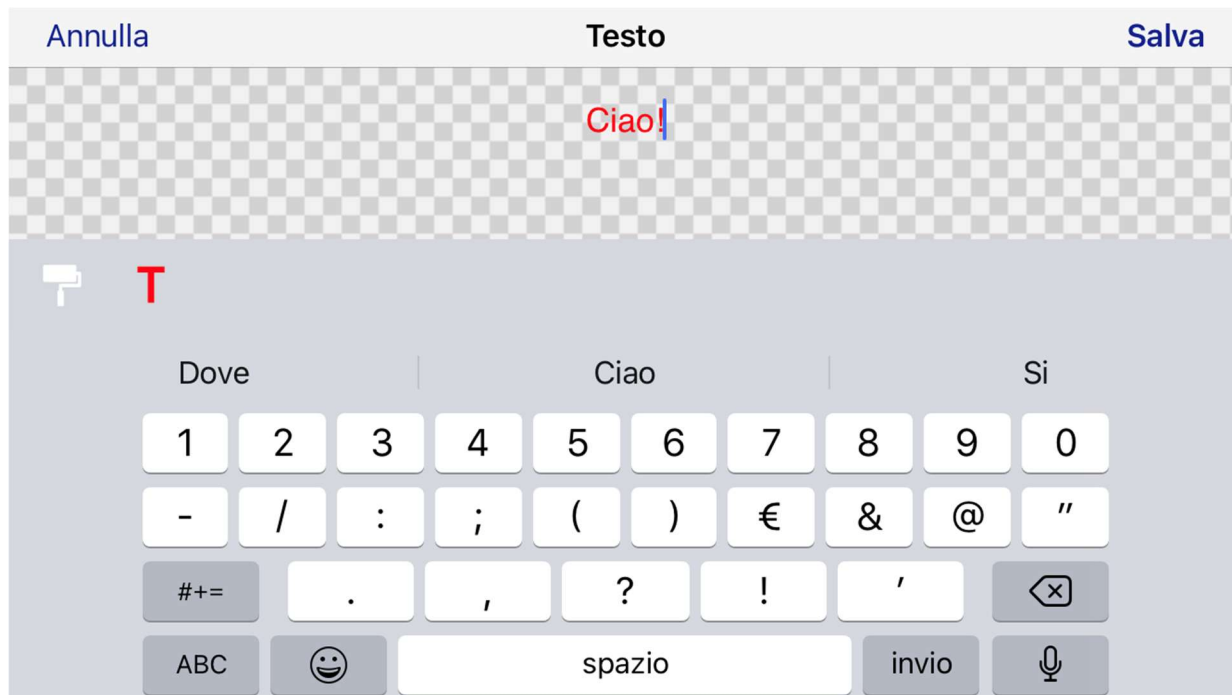 Annulla Testo Salva
Ciao!
T
Dove Ciao Si
1 2 3 4 5 6 7 8 9 0
- / : ; ( ) € & @ "
#+= . , ? ! '
ABC spazio invio